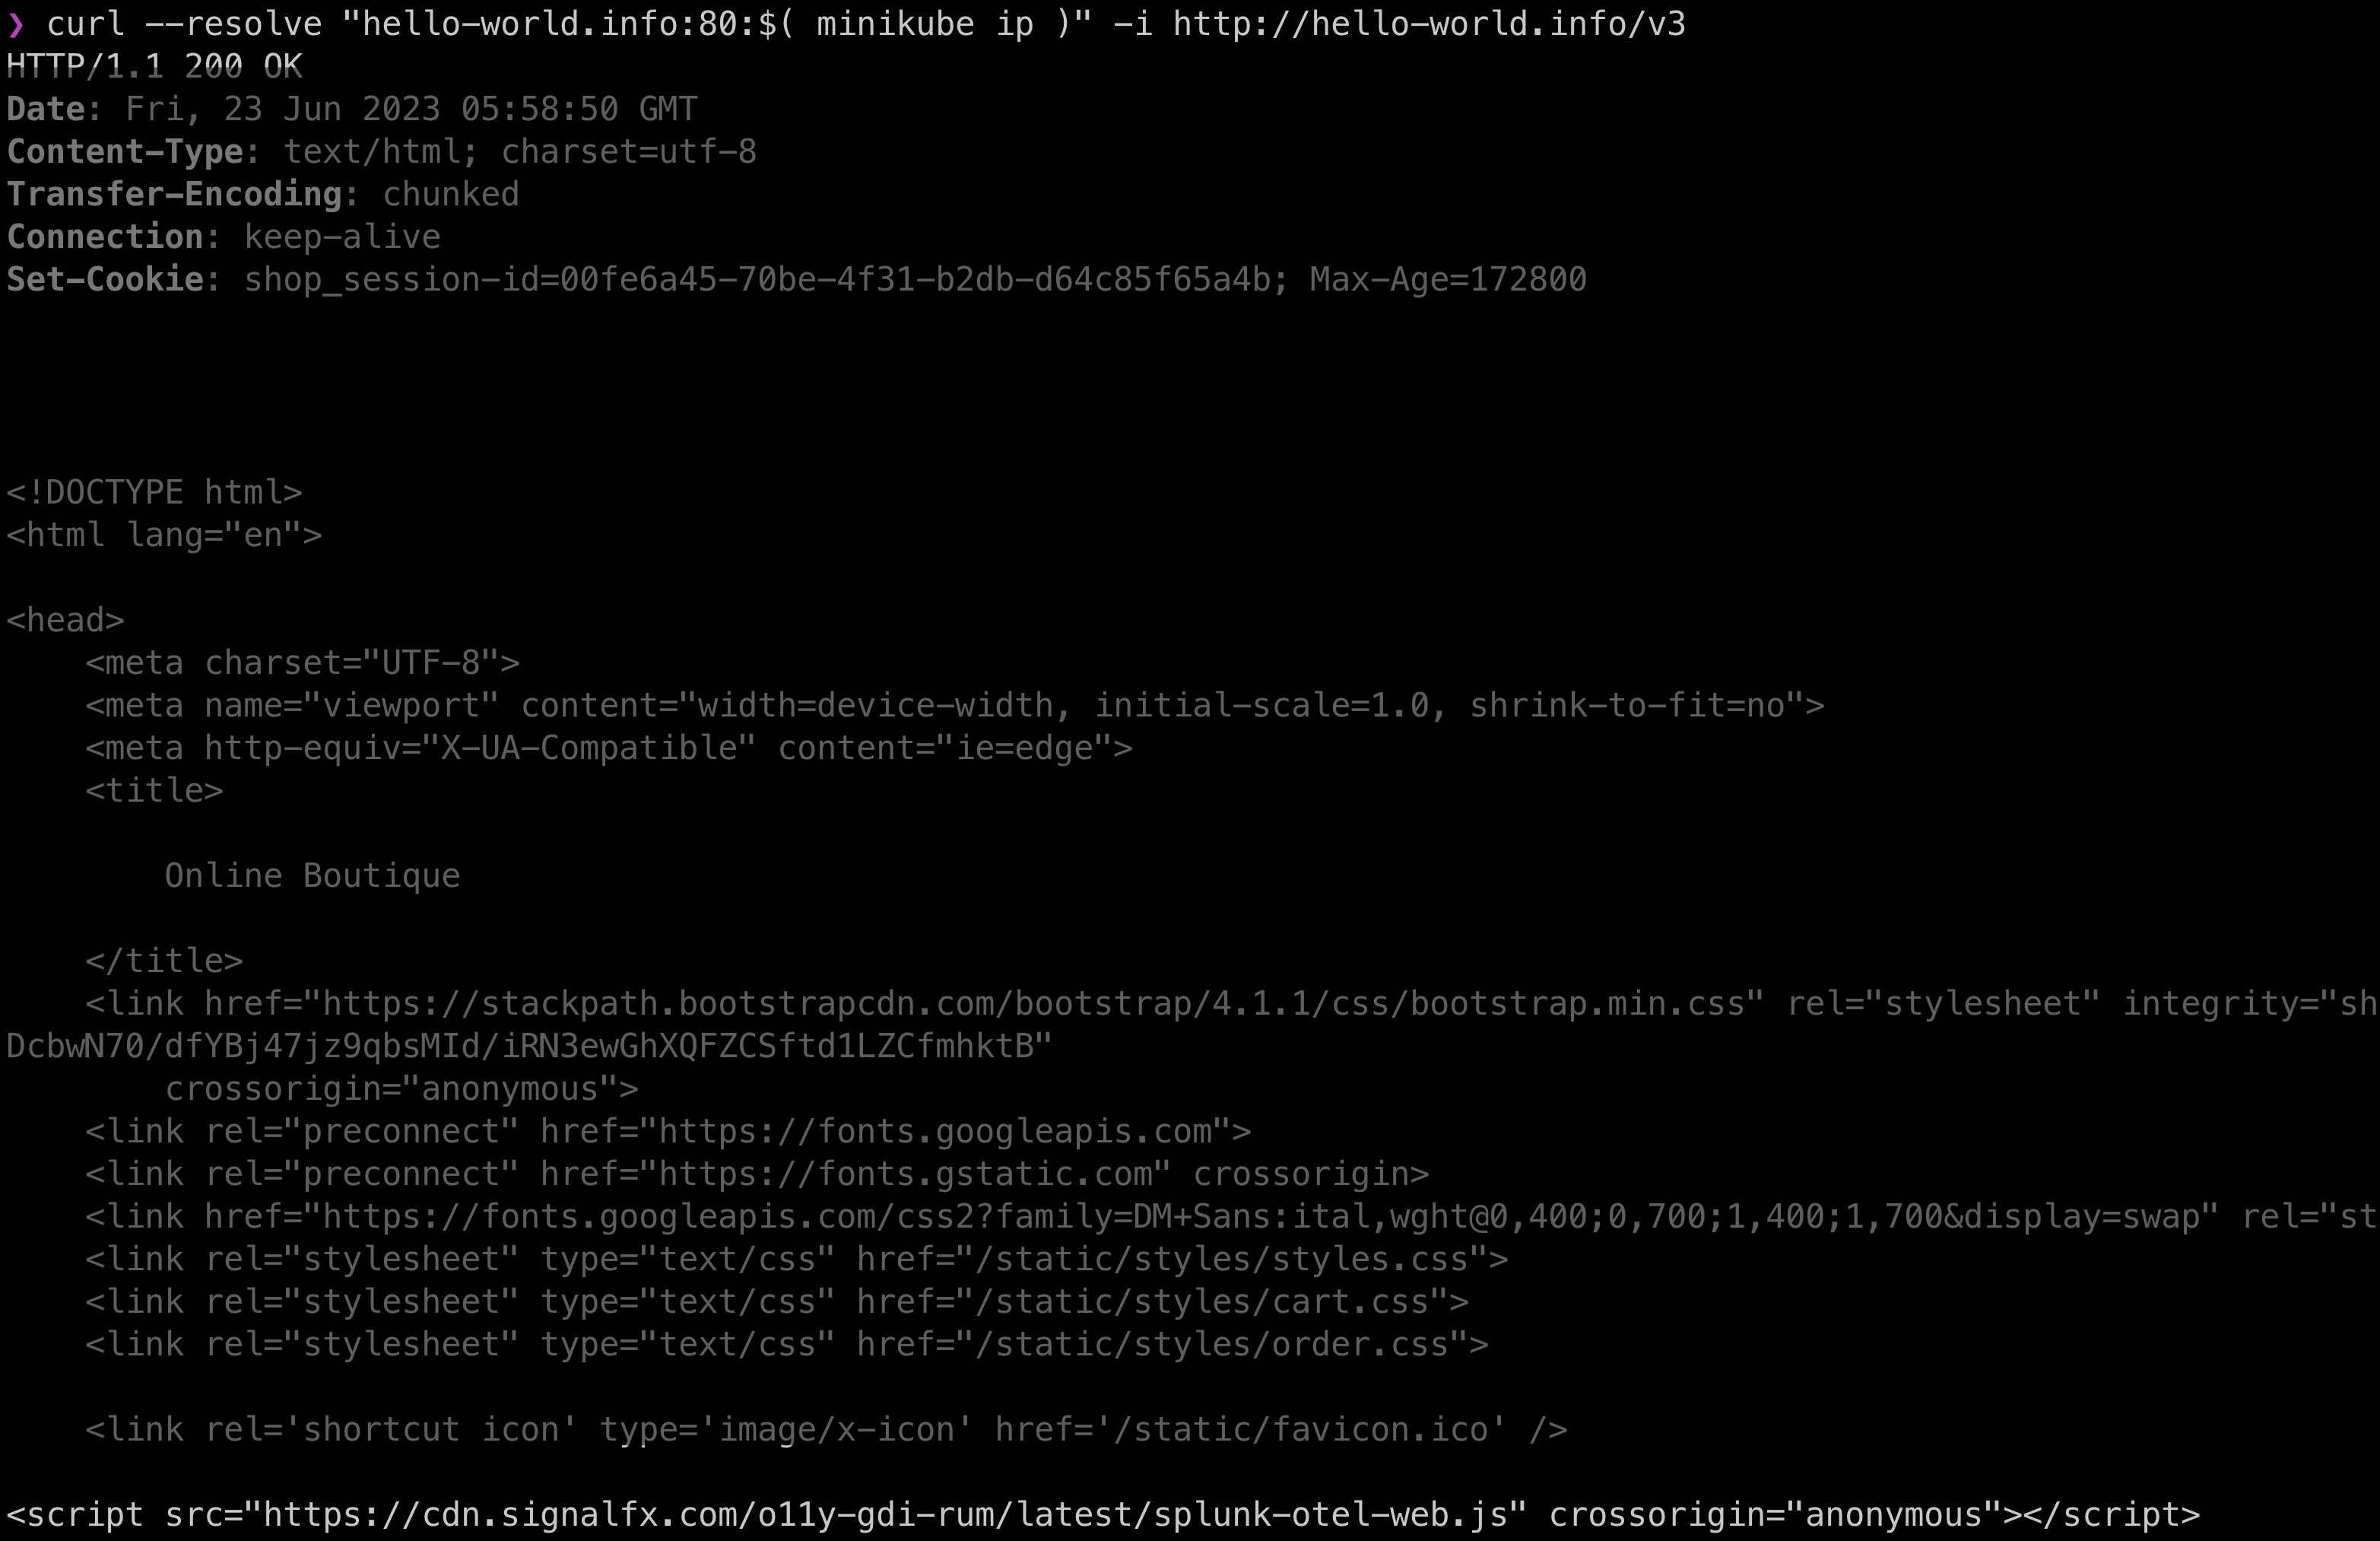 ❯ curl --resolve "hello-world.info:80:$( minikube ip )" -i http://hello-world.info/v3
HTTP/1.1 200 OK
Date: Fri, 23 Jun 2023 05:58:50 GMT
Content-Type: text/html; charset=utf-8
Transfer-Encoding: chunked
Connection: keep-alive
Set-Cookie: shop_session-id=00fe6a45-70be-4f31-b2db-d64c85f65a4b; Max-Age=172800
<!DOCTYPE html>
<html lang="en">
<head>
    <meta charset="UTF-8">
    <meta name="viewport" content="width=device-width, initial-scale=1.0, shrink-to-fit=no">
    <meta http-equiv="X-UA-Compatible" content="ie=edge">
    <title>
        Online Boutique
    </title>
    <link href="https://stackpath.bootstrapcdn.com/bootstrap/4.1.1/css/bootstrap.min.css" rel="stylesheet" integrity="sh
DcbwN70/dfYBj47jz9qbsMId/iRN3ewGhXQFZCSftd1LZCfmhktB"
        crossorigin="anonymous">
    <link rel="preconnect" href="https://fonts.googleapis.com">
    <link rel="preconnect" href="https://fonts.gstatic.com" crossorigin>
    <link href="https://fonts.googleapis.com/css2?family=DM+Sans:ital,wght@0,400;0,700;1,400;1,700&display=swap" rel="st
    <link rel="stylesheet" type="text/css" href="/static/styles/styles.css">
    <link rel="stylesheet" type="text/css" href="/static/styles/cart.css">
    <link rel="stylesheet" type="text/css" href="/static/styles/order.css">
    <link rel='shortcut icon' type='image/x-icon' href='/static/favicon.ico' />
<script src="https://cdn.signalfx.com/o11y-gdi-rum/latest/splunk-otel-web.js" crossorigin="anonymous"></script>